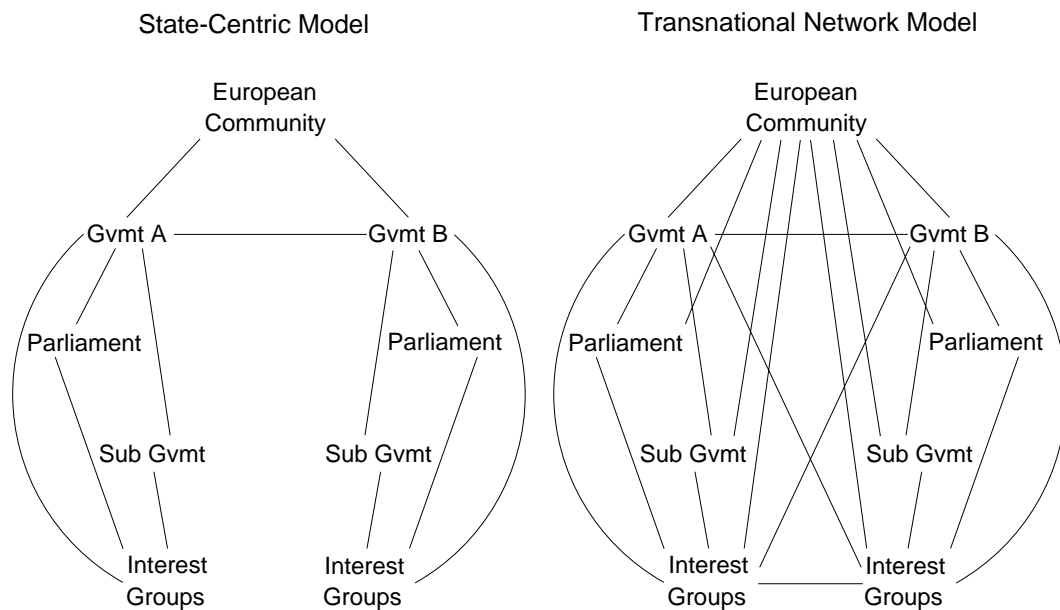 State-Centric Model
European
Community
Gvmt A
Gvmt B
Parliament
Parliament
Sub Gvmt
Sub Gvmt
Interest
Groups
Interest
Groups
Transnational Network Model
European
Community
Gvmt A
Gvmt B
Parliament
Parliament
Sub Gvmt
Sub Gvmt
Interest
Groups
Interest
Groups